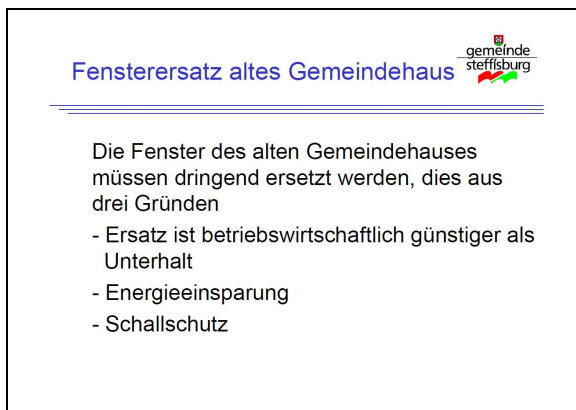 gemeinde
steffisburg
Fensterersatz altes Gemeindehaus
Die Fenster des alten Gemeindehauses
müssen dringend ersetzt werden, dies aus
drei Gründen
- Ersatz ist betriebswirtschaftlich günstiger als
Unterhalt
- Energieeinsparung
- Schallschutz